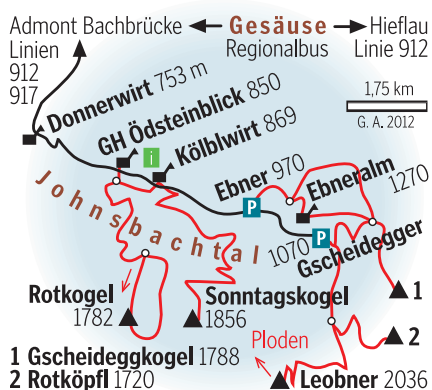 Admont Bachbrücke ← Gesäuse → Hieflau
Linien Regionalbus Linie 912
912
917
1,75 km
G. A. 2012
Donnerwirt 753 m
GH Ödsteinblick 850
i
Kölblwirt 869
Ebner 970
P
Ebneralm
1270
Johnsbachtal
1070
P
Gscheidegger
Rotkogel
1782
Sonntagskogel
1856
1
2
Ploden
1 Gscheideggkogel 1788
2 Rotköpfl 1720
Leobner 2036